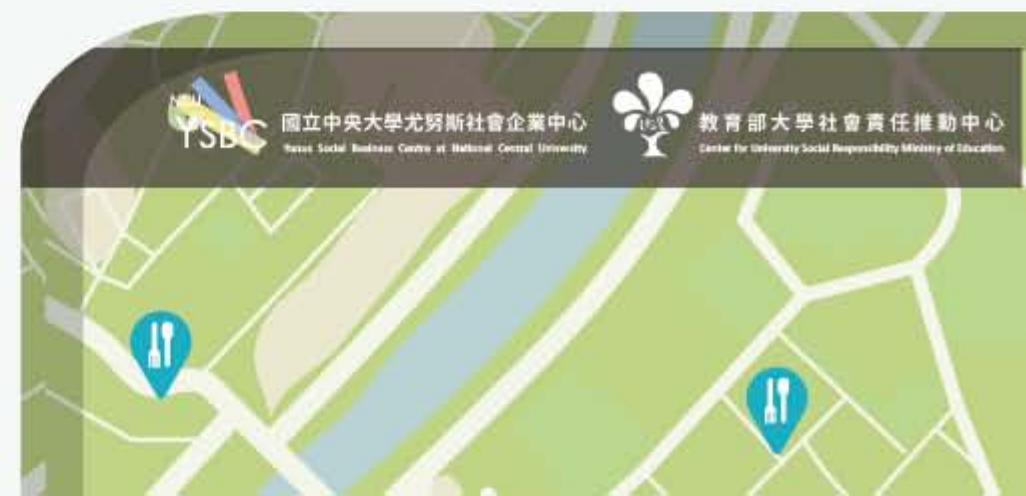 NCU
YSBC
國立中央大學尤努斯社會企業中心
Yunus Social Business Centre at National Central University
USR
教育部大學社會責任推動中心
Center for University Social Responsibility Ministry of Education